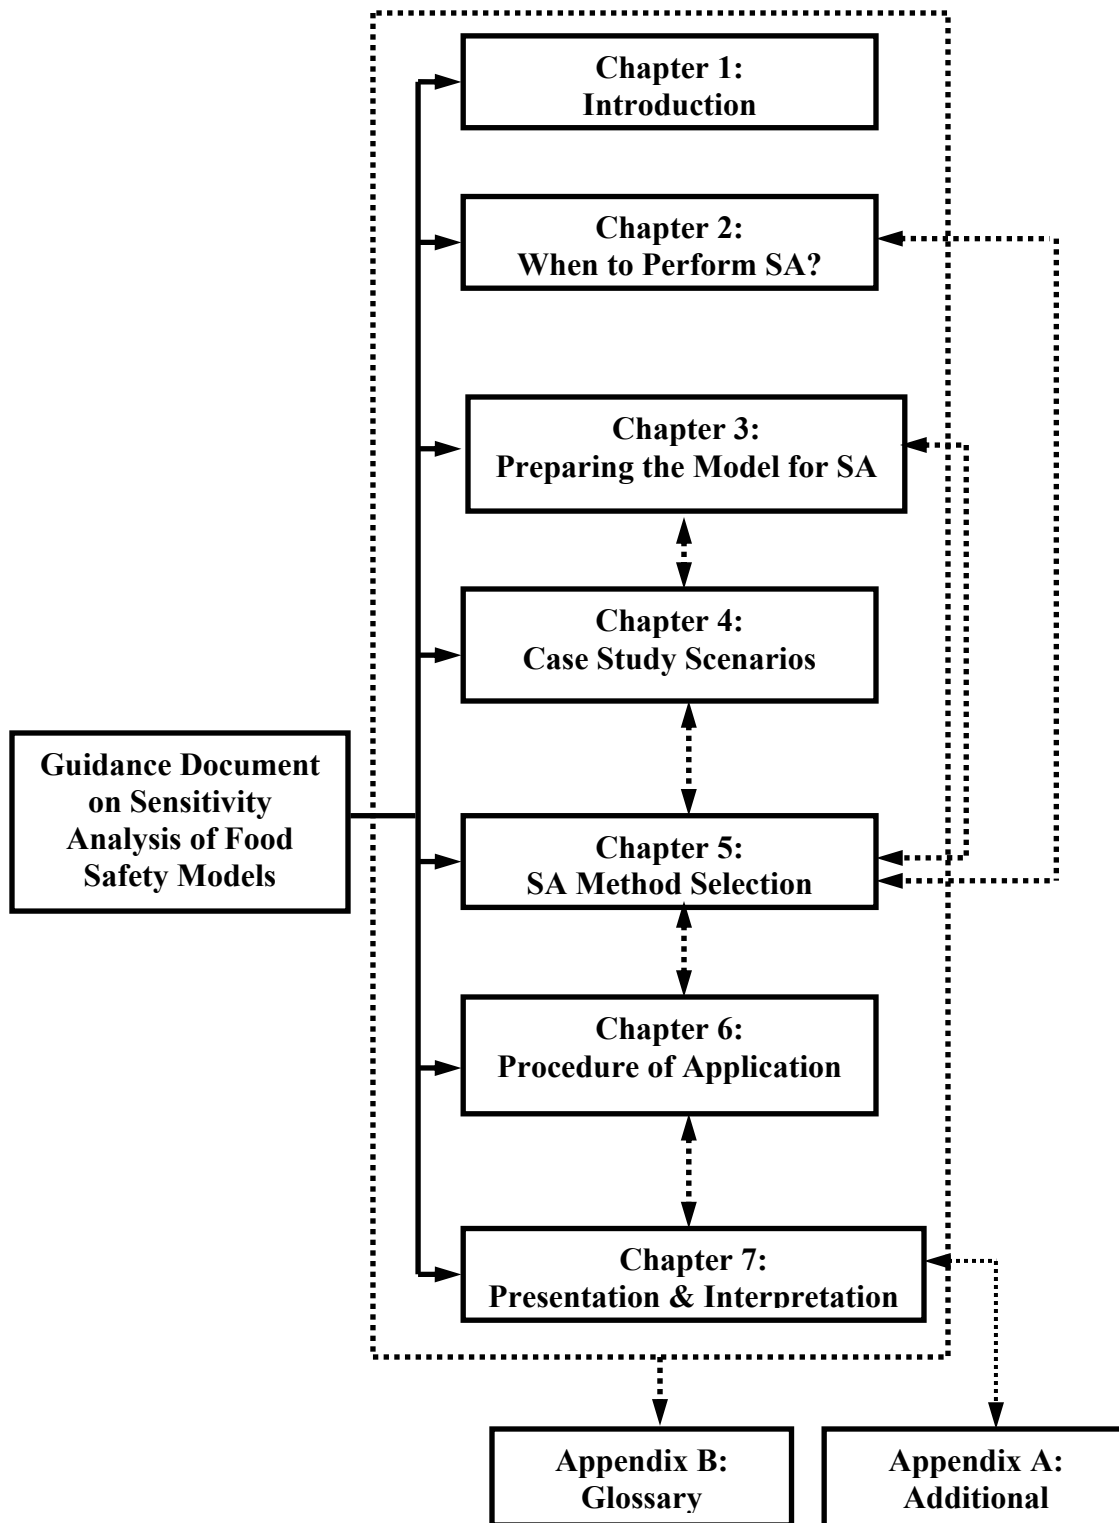 Chapter 1:
Introduction
Chapter 2:
When to Perform SA?
Chapter 3:
Preparing the Model for SA
Chapter 4:
Case Study Scenarios
Guidance Document
on Sensitivity
Analysis of Food
Safety Models
Chapter 5:
SA Method Selection
Chapter 6:
Procedure of Application
Chapter 7:
Presentation & Interpretation
Appendix B:
Glossary
Appendix A:
Additional